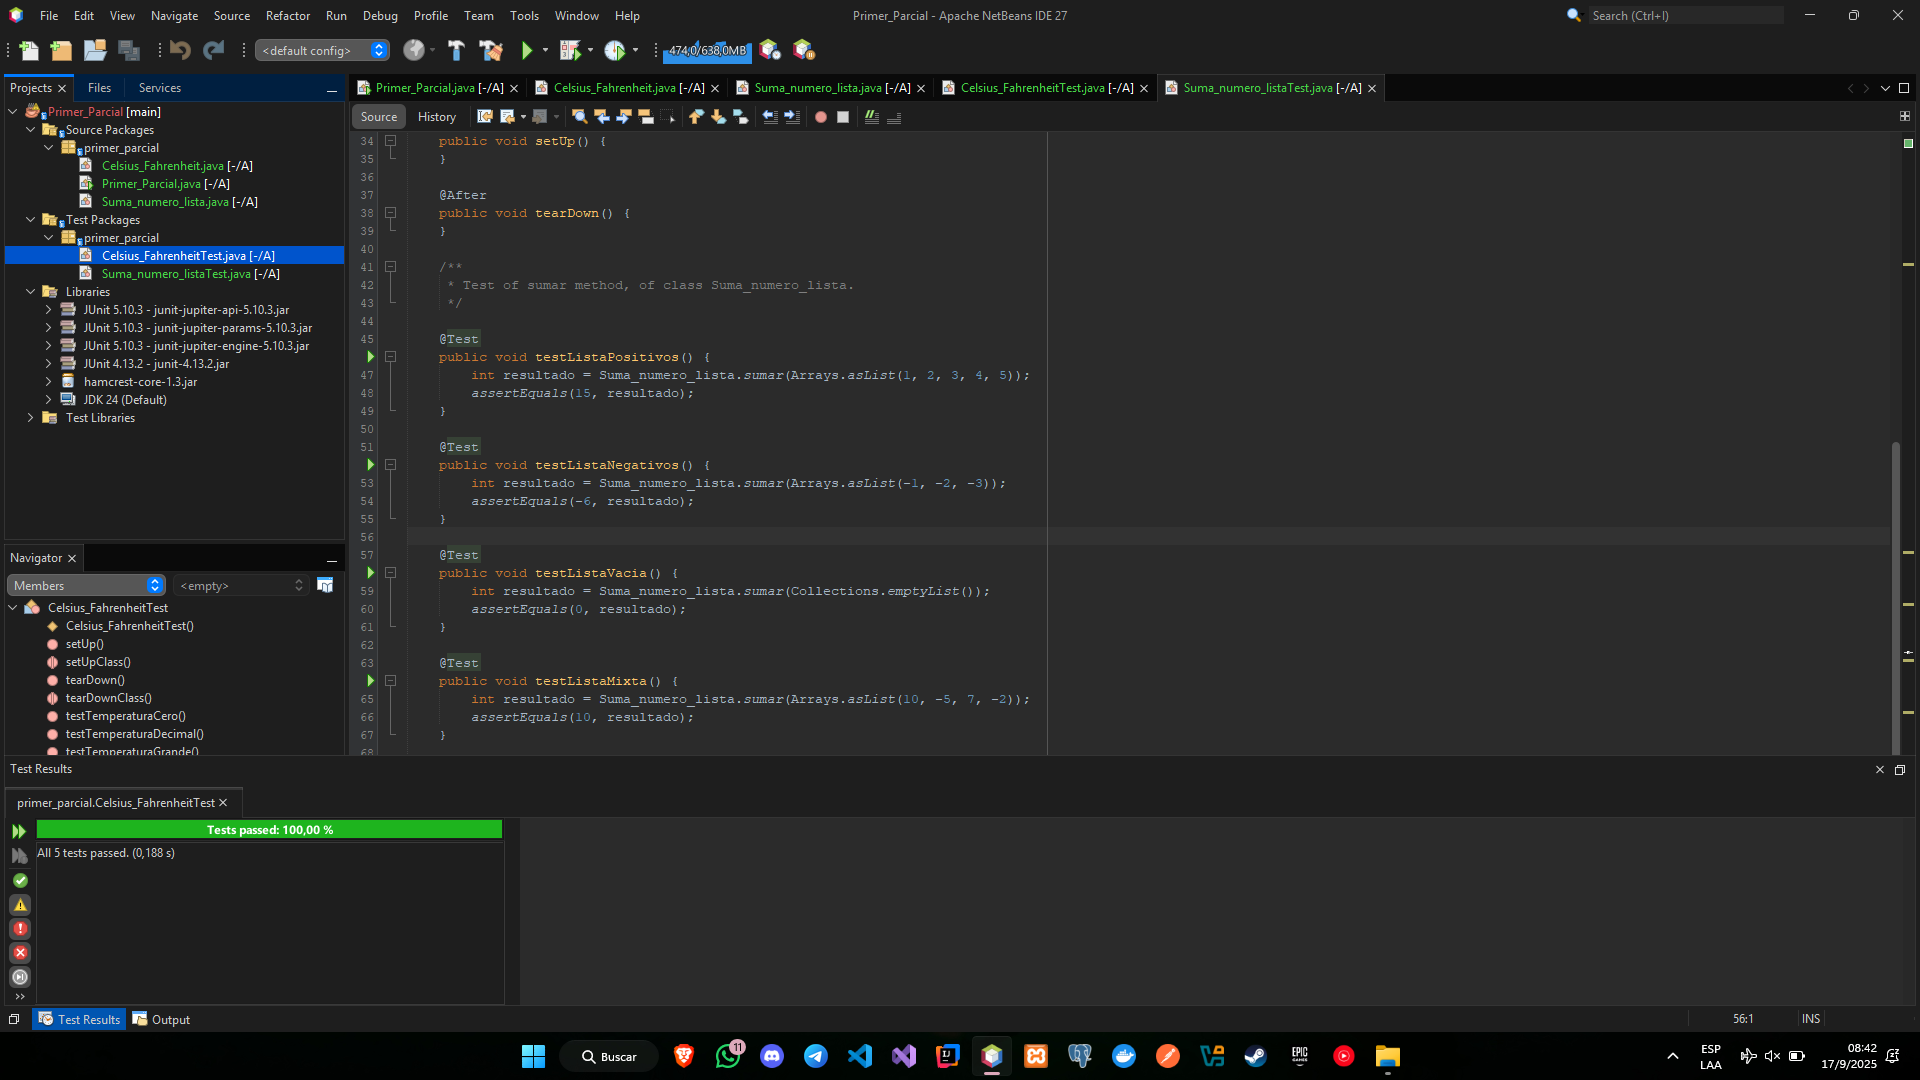 File Edit View Navigate Source Refactor Run Debug Profile Team Tools Window Help
Primer_Parcial - Apache NetBeans IDE 27
Search (Ctrl+I)
<default config>
474,0/638,0MB
Projects Files Services
Primer_Parcial.java [-/A] Celsius_Fahrenheit.java [-/A] Suma_numero_lista.java [-/A] Celsius_FahrenheitTest.java [-/A] Suma_numero_listaTest.java [-/A]
Source History
Primer_Parcial [main]
Source Packages
primer_parcial
Celsius_Fahrenheit.java [-/A]
Primer_Parcial.java [-/A]
Suma_numero_lista.java [-/A]
Test Packages
primer_parcial
Celsius_FahrenheitTest.java [-/A]
Suma_numero_listaTest.java [-/A]
Libraries
JUnit 5.10.3 - junit-jupiter-api-5.10.3.jar
JUnit 5.10.3 - junit-jupiter-params-5.10.3.jar
JUnit 5.10.3 - junit-jupiter-engine-5.10.3.jar
JUnit 4.13.2 - junit-4.13.2.jar
hamcrest-core-1.3.jar
JDK 24 (Default)
Test Libraries
Navigator
Members <empty>
Celsius_FahrenheitTest
Celsius_FahrenheitTest()
setUp()
setUpClass()
tearDown()
tearDownClass()
testTemperaturaCero()
testTemperaturaDecimal()
testTemperaturaGrande()
34 public void setUp() {
35 }
36
37 @After
38 public void tearDown() {
39 }
40
41 /**
42 * Test of sumar method, of class Suma_numero_lista.
43 */
44
45 @Test
public void testListaPositivos() {
47 int resultado = Suma_numero_lista.sumar(Arrays.asList(1, 2, 3, 4, 5));
48 assertEquals(15, resultado);
49 }
50
51 @Test
public void testListaNegativos() {
53 int resultado = Suma_numero_lista.sumar(Arrays.asList(-1, -2, -3));
54 assertEquals(-6, resultado);
55 }
56
57 @Test
public void testListaVacia() {
59 int resultado = Suma_numero_lista.sumar(Collections.emptyList());
60 assertEquals(0, resultado);
61 }
62
63 @Test
public void testListaMixta() {
65 int resultado = Suma_numero_lista.sumar(Arrays.asList(10, -5, 7, -2));
66 assertEquals(10, resultado);
67 }
68
Test Results
primer_parcial.Celsius_FahrenheitTest
Tests passed: 100,00 %
All 5 tests passed. (0,188 s)
Test Results Output
56:1 INS
Buscar
11
EPIC GAMES
ESP
LAA
08:42
17/9/2025